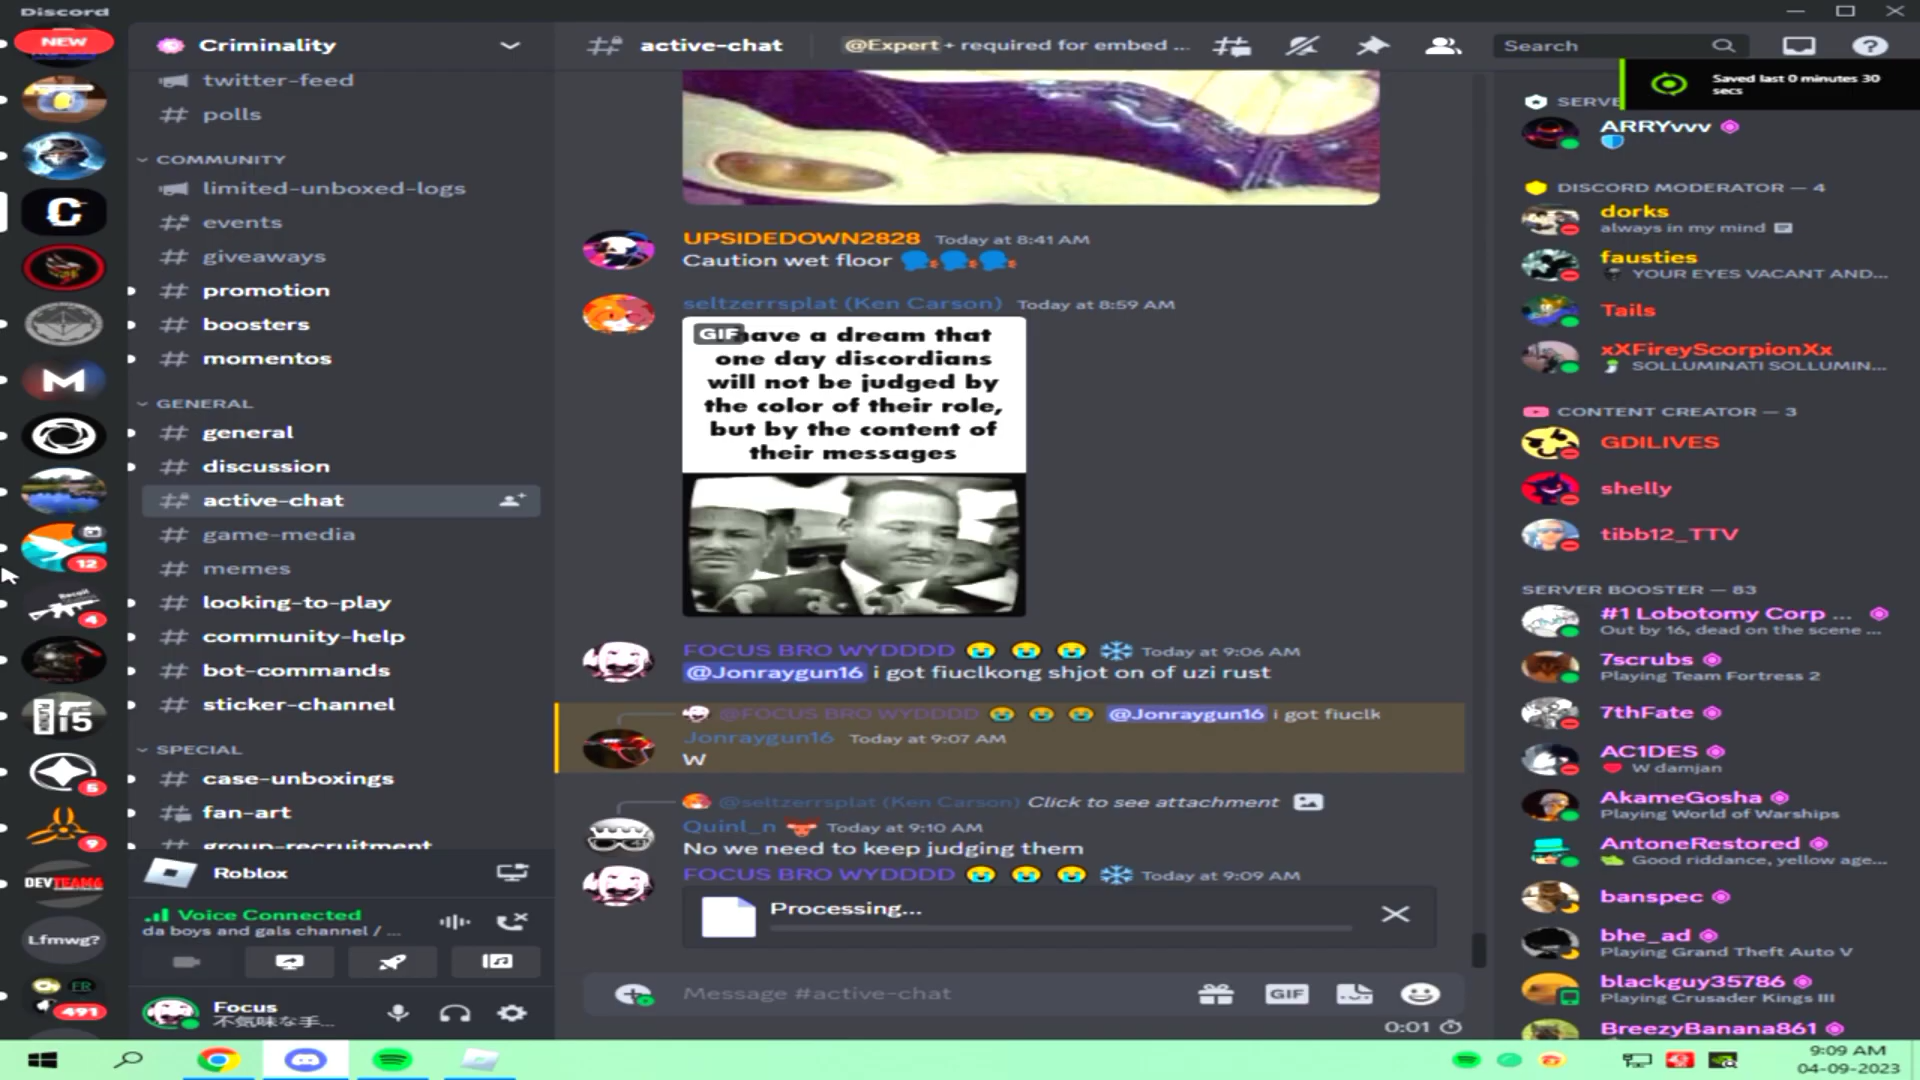 Discord
NEW
Criminality
twitter-feed
polls
COMMUNITY
limited-unboxed-logs
events
giveaways
promotion
boosters
momentos
GENERAL
general
discussion
active-chat
game-media
memes
looking-to-play
community-help
bot-commands
sticker-channel
SPECIAL
case-unboxings
fan-art
group-recruitment
12
4
5
9
DEVTEAMS
Lfmwg?
FR
491
Roblox
Voice Connected
da boys and gals channel / ...
Focus
不気味な手...
active-chat
@Expert + required for embed ...
Search
UPSIDEDOWN2828 Today at 8:41 AM
Caution wet floor
seltzerrsplat (Ken Carson) Today at 8:59 AM
GIF have a dream that
one day discordians
will not be judged by
the color of their role,
but by the content of
their messages
FOCUS BRO WYDDDD Today at 9:06 AM
@Jonraygun16 i got fiuclkong shjot on of uzi rust
@FOCUS BRO WYDDDD @Jonraygun16 i got fiuclk
Jonraygun16 Today at 9:07 AM
W
@seltzerrsplat (Ken Carson) Click to see attachment
Quinl_n Today at 9:10 AM
No we need to keep judging them
FOCUS BRO WYDDDD Today at 9:09 AM
Processing...
Message #active-chat
GIF
0:01
Saved last 0 minutes 30
secs
SERVE
ARRYvvv
DISCORD MODERATOR — 4
dorks
always in my mind
fausties
YOUR EYES VACANT AND...
Tails
xXFireyScorpionXx
SOLLUMINATI SOLLUMIN...
CONTENT CREATOR — 3
GDILIVES
shelly
tibb12_TTV
SERVER BOOSTER — 83
#1 Lobotomy Corp ...
Out by 16, dead on the scene ...
7scrubs
Playing Team Fortress 2
7thFate
AC1DES
W damjan
AkameGosha
Playing World of Warships
AntoneRestored
Good riddance, yellow age...
banspec
bhe_ad
Playing Grand Theft Auto V
blackguy35786
Playing Crusader Kings III
BreezyBanana861
9:09 AM
04-09-2023